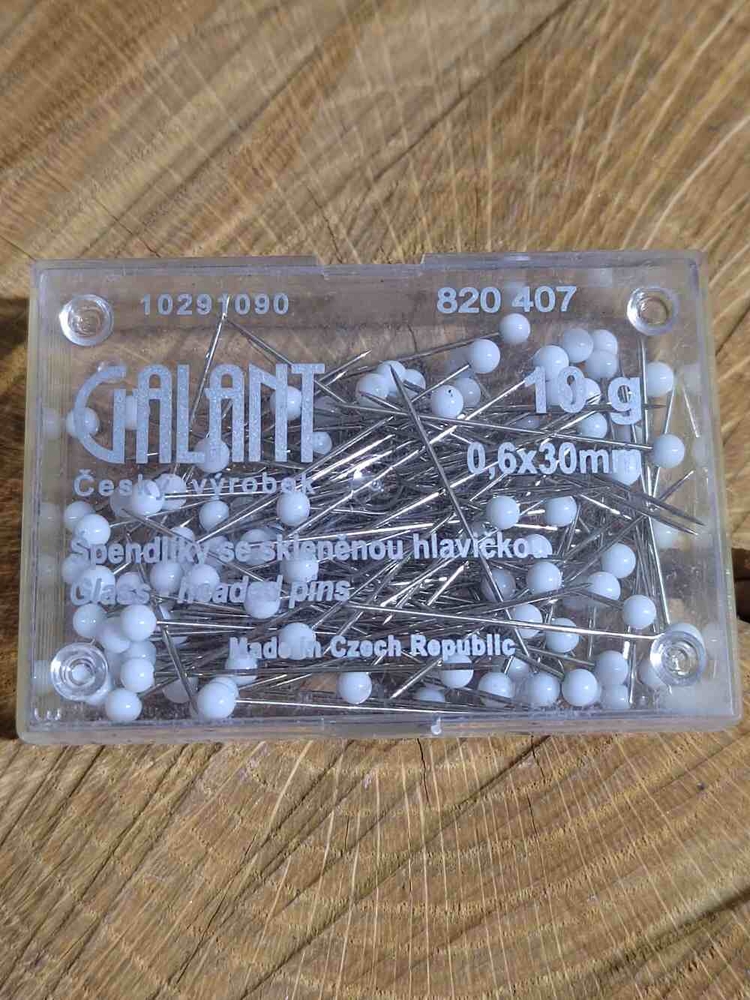 10291090 820 407
GALANT 10 g
0,6x30mm
Český výrobek
Špendlíky se skleněnou hlavičkou
Glass - headed pins
Made in Czech Republic